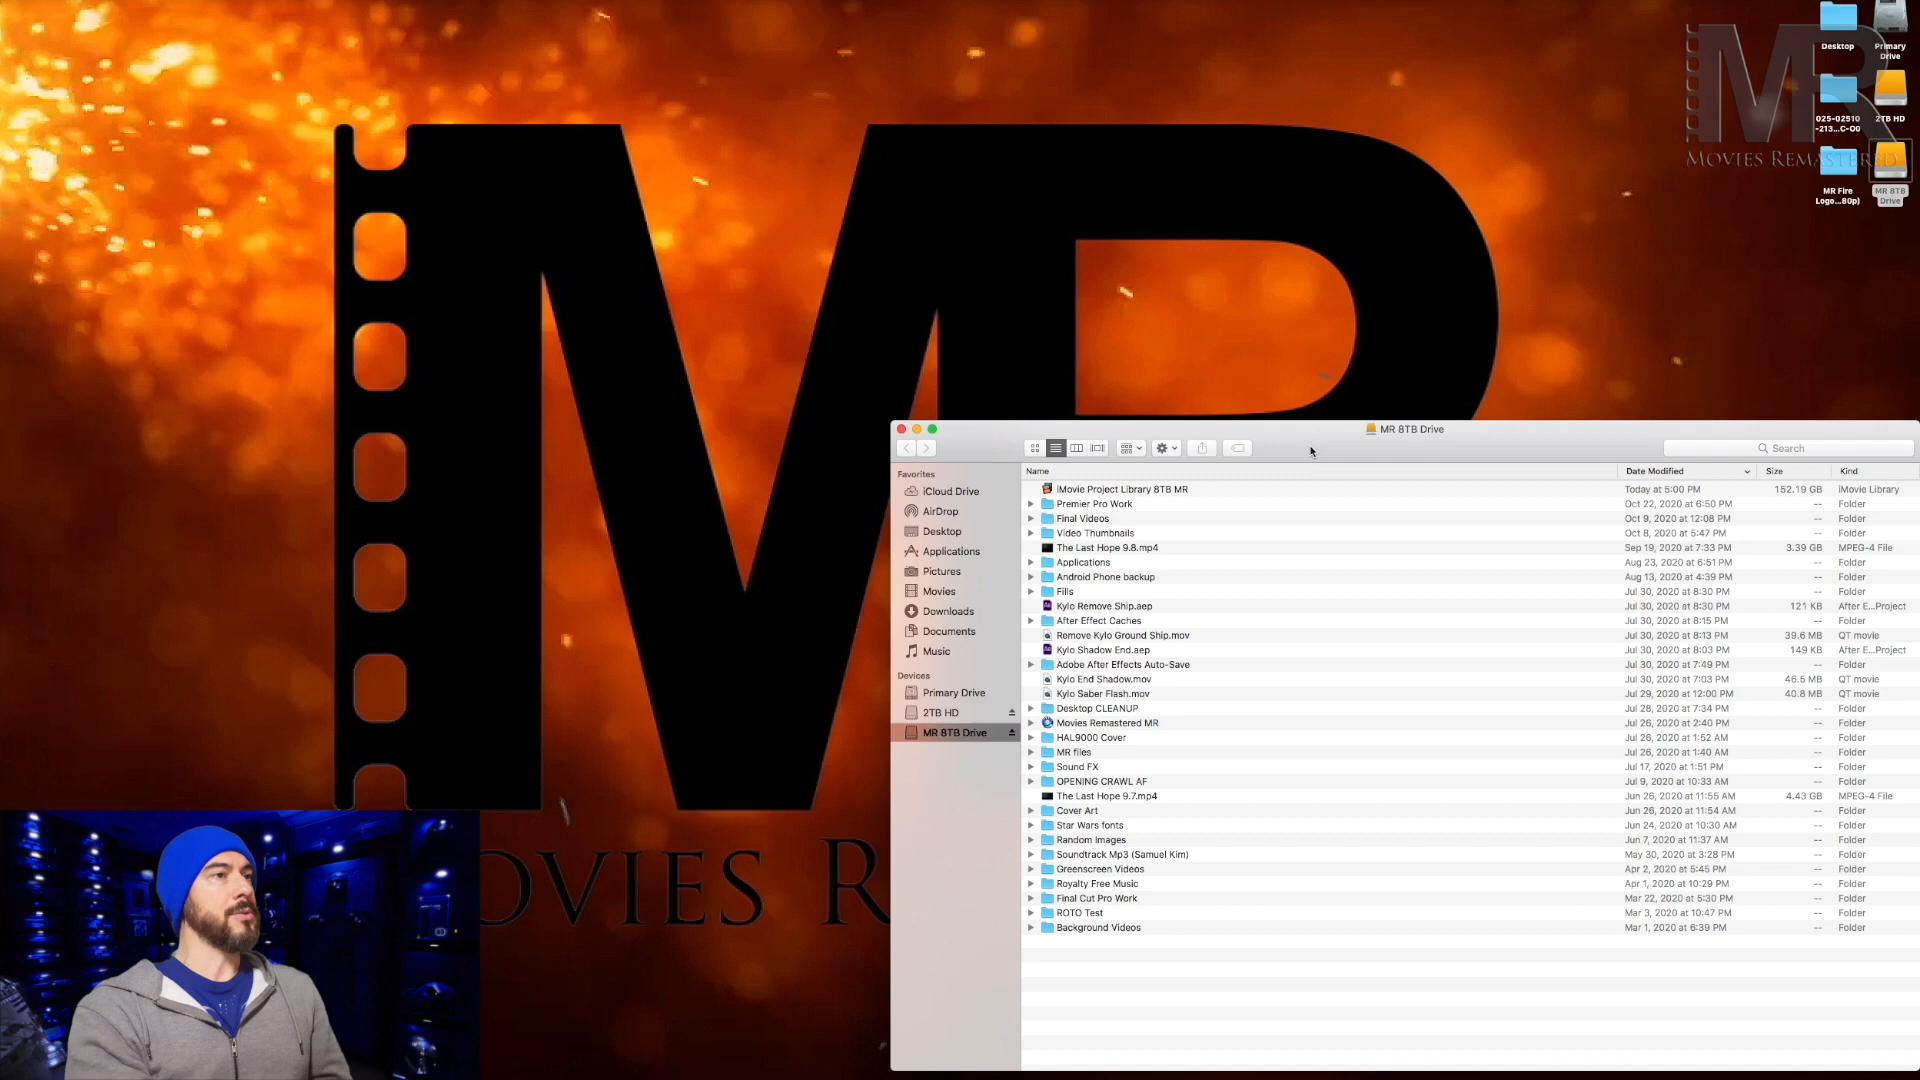 MR
Desktop
Primary
Drive
025-02510
-213...C-00
2TB HD
MR
MOVIES REMASTERED
MR Fire
Logo...80p)
MR 8TB
Drive
OVIES R
MR 8TB Drive
Search
Favorites
iCloud Drive
AirDrop
Desktop
Applications
Pictures
Movies
Downloads
Documents
Music
Devices
Primary Drive
2TB HD
MR 8TB Drive
Name Date Modified Size Kind
iMovie Project Library 8TB MR Today at 5:00 PM 152.19 GB iMovie Library
Premier Pro Work Oct 22, 2020 at 6:50 PM -- Folder
Final Videos Oct 9, 2020 at 12:08 PM -- Folder
Video Thumbnails Oct 8, 2020 at 5:47 PM -- Folder
The Last Hope 9.8.mp4 Sep 19, 2020 at 7:33 PM 3.39 GB MPEG-4 File
Applications Aug 23, 2020 at 6:51 PM -- Folder
Android Phone backup Aug 13, 2020 at 4:39 PM -- Folder
Fills Jul 30, 2020 at 8:30 PM -- Folder
Kylo Remove Ship.aep Jul 30, 2020 at 8:30 PM 121 KB After E...Project
After Effect Caches Jul 30, 2020 at 8:15 PM -- Folder
Remove Kylo Ground Ship.mov Jul 30, 2020 at 8:13 PM 39.6 MB QT movie
Kylo Shadow End.aep Jul 30, 2020 at 8:03 PM 149 KB After E...Project
Adobe After Effects Auto-Save Jul 30, 2020 at 7:49 PM -- Folder
Kylo End Shadow.mov Jul 30, 2020 at 7:03 PM 46.5 MB QT movie
Kylo Saber Flash.mov Jul 29, 2020 at 12:00 PM 40.8 MB QT movie
Desktop CLEANUP Jul 28, 2020 at 7:34 PM -- Folder
Movies Remastered MR Jul 26, 2020 at 2:40 PM -- Folder
HAL9000 Cover Jul 26, 2020 at 1:52 AM -- Folder
MR files Jul 26, 2020 at 1:40 AM -- Folder
Sound FX Jul 17, 2020 at 1:51 PM -- Folder
OPENING CRAWL AF Jul 9, 2020 at 10:33 AM -- Folder
The Last Hope 9.7.mp4 Jun 26, 2020 at 11:55 AM 4.43 GB MPEG-4 File
Cover Art Jun 26, 2020 at 11:54 AM -- Folder
Star Wars fonts Jun 24, 2020 at 10:30 AM -- Folder
Random Images Jun 7, 2020 at 11:37 AM -- Folder
Soundtrack Mp3 (Samuel Kim) May 30, 2020 at 3:28 PM -- Folder
Greenscreen Videos Apr 2, 2020 at 5:45 PM -- Folder
Royalty Free Music Apr 1, 2020 at 10:29 PM -- Folder
Final Cut Pro Work Mar 22, 2020 at 5:30 PM -- Folder
ROTO Test Mar 3, 2020 at 10:47 PM -- Folder
Background Videos Mar 1, 2020 at 6:39 PM -- Folder